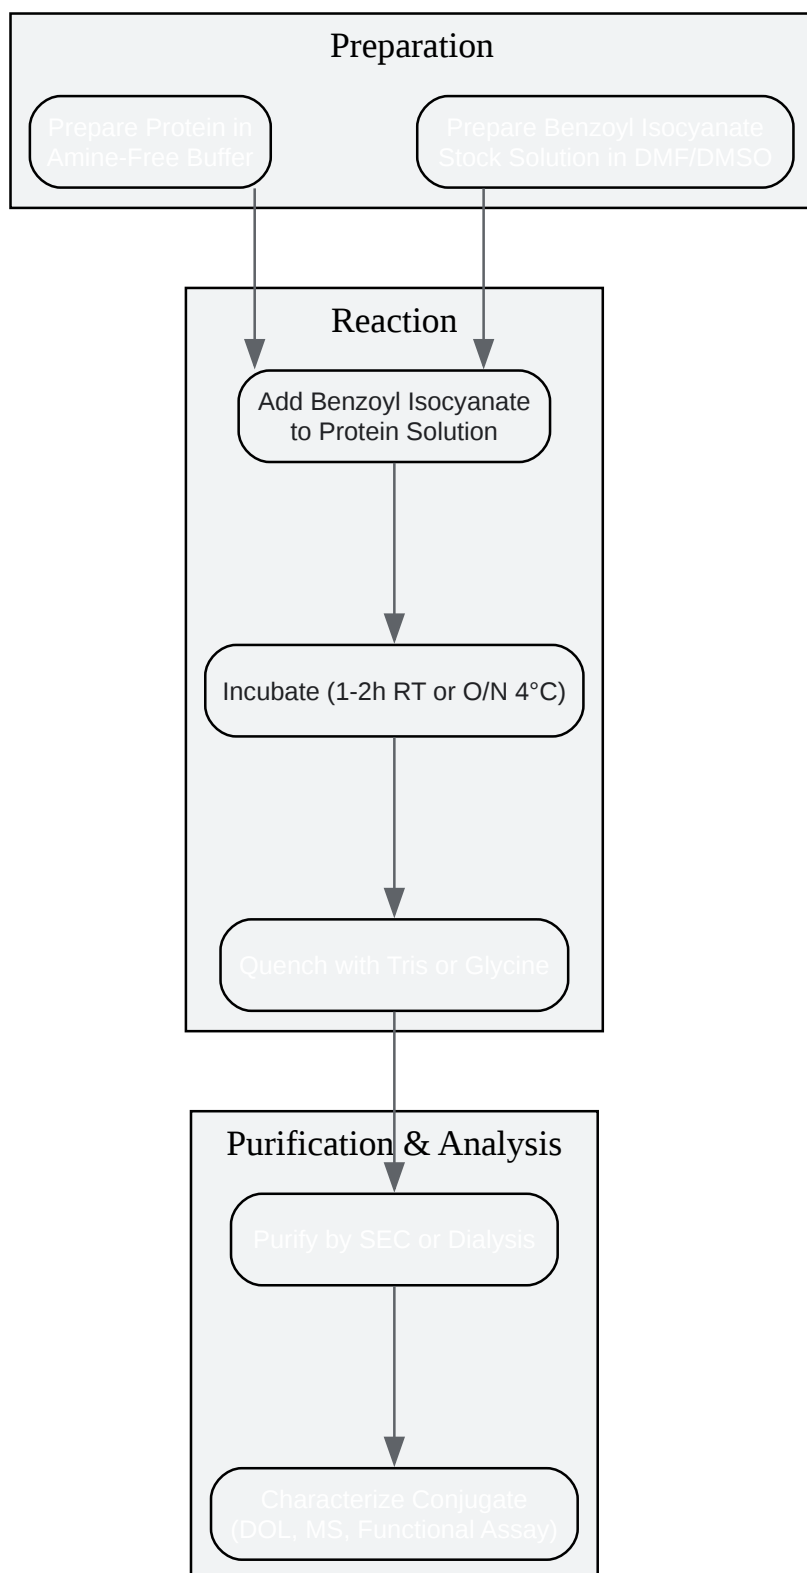 Preparation
Prepare Protein in
Amine-Free Buffer
Prepare Benzoyl Isocyanate
Stock Solution in DMF/DMSO
Reaction
Add Benzoyl Isocyanate
to Protein Solution
Incubate (1-2h RT or O/N 4°C)
Quench with Tris or Glycine
Purification & Analysis
Purify by SEC or Dialysis
Characterize Conjugate
(DOL, MS, Functional Assay)